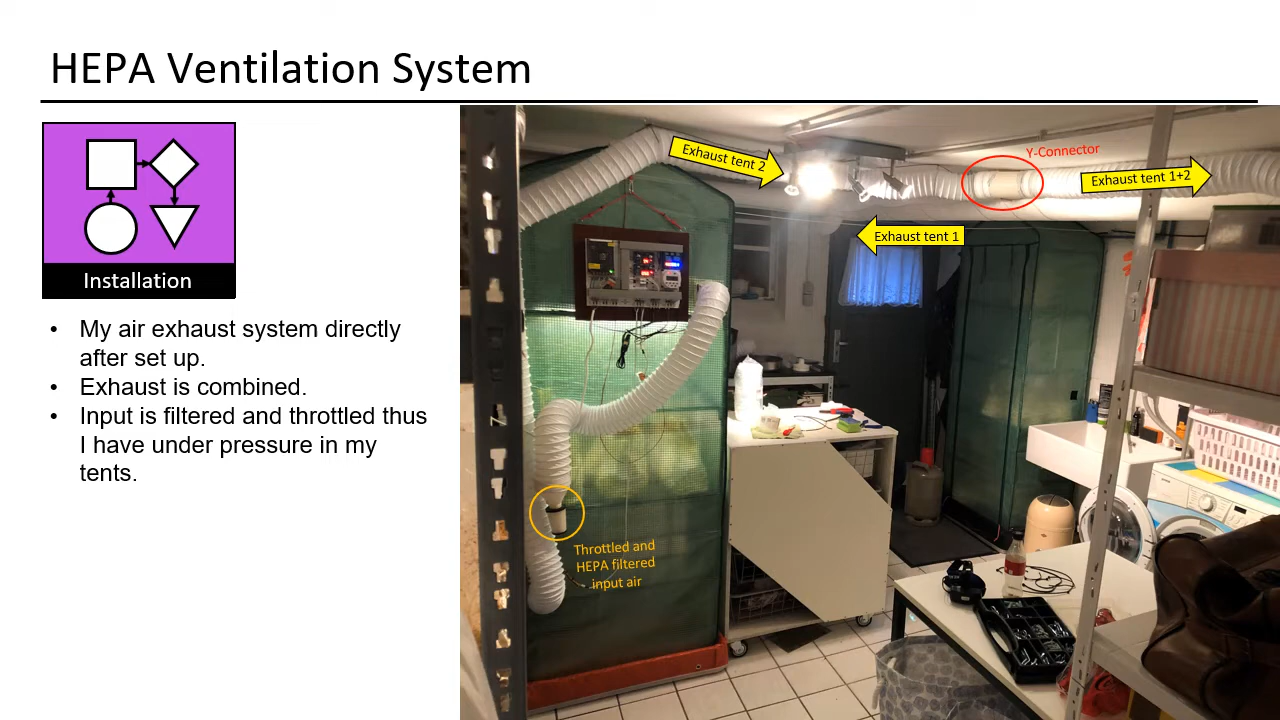 HEPA Ventilation System
Installation
• My air exhaust system directly
after set up.
• Exhaust is combined.
• Input is filtered and throttled thus
I have under pressure in my
tents.
Exhaust tent 2
Y-Connector
Exhaust tent 1+2
Exhaust tent 1
Throttled and
HEPA filtered
input air